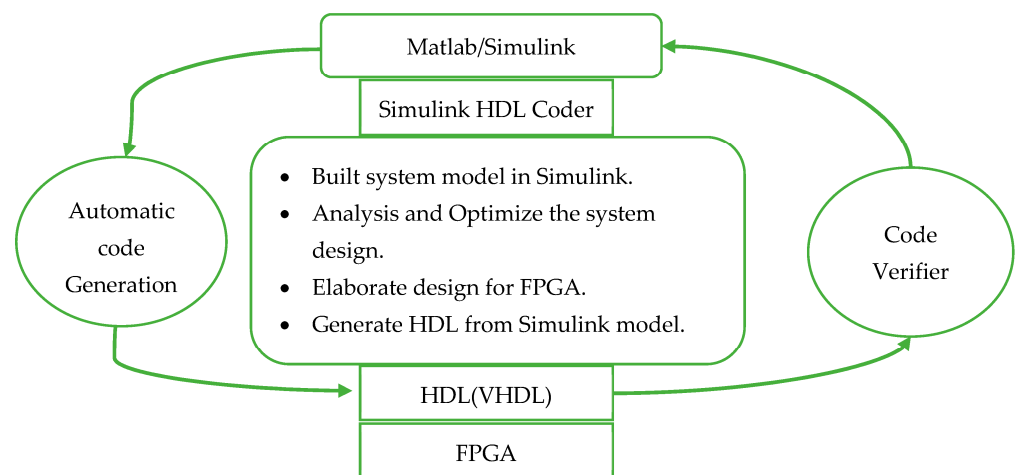 Matlab/Simulink
Simulink HDL Coder
Automatic
code
Generation
• Built system model in Simulink.
• Analysis and Optimize the system
design.
• Elaborate design for FPGA.
• Generate HDL from Simulink model.
Code
Verifier
HDL(VHDL)
FPGA